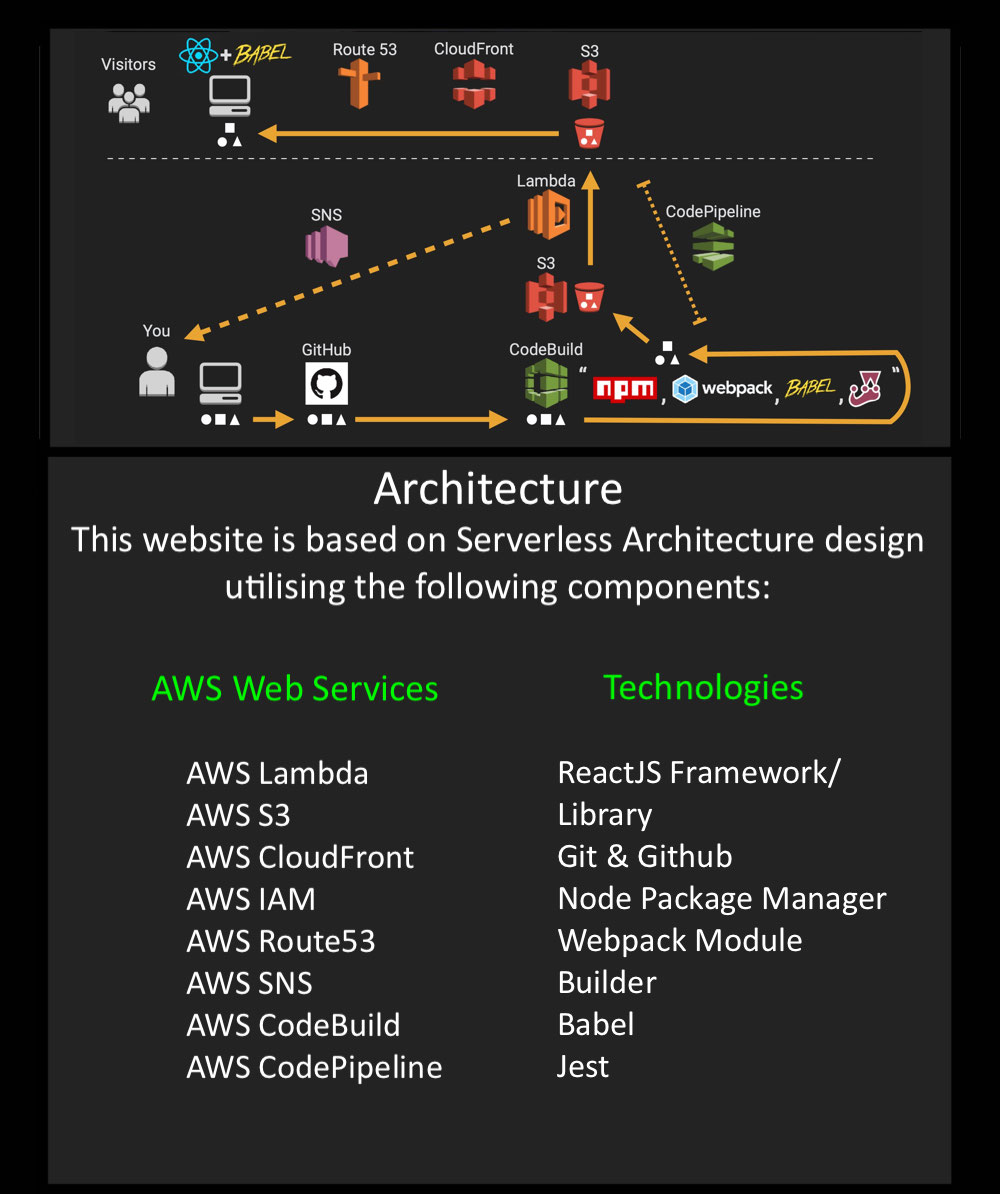 Visitors
+ BABEL
Route 53
CloudFront
S3
Lambda
SNS
CodePipeline
S3
You
GitHub
CodeBuild
“ npm , webpack , BABEL , “
Architecture
This website is based on Serverless Architecture design
utilising the following components:
AWS Web Services
Technologies
AWS Lambda
AWS S3
AWS CloudFront
AWS IAM
AWS Route53
AWS SNS
AWS CodeBuild
AWS CodePipeline
ReactJS Framework/
Library
Git & Github
Node Package Manager
Webpack Module
Builder
Babel
Jest